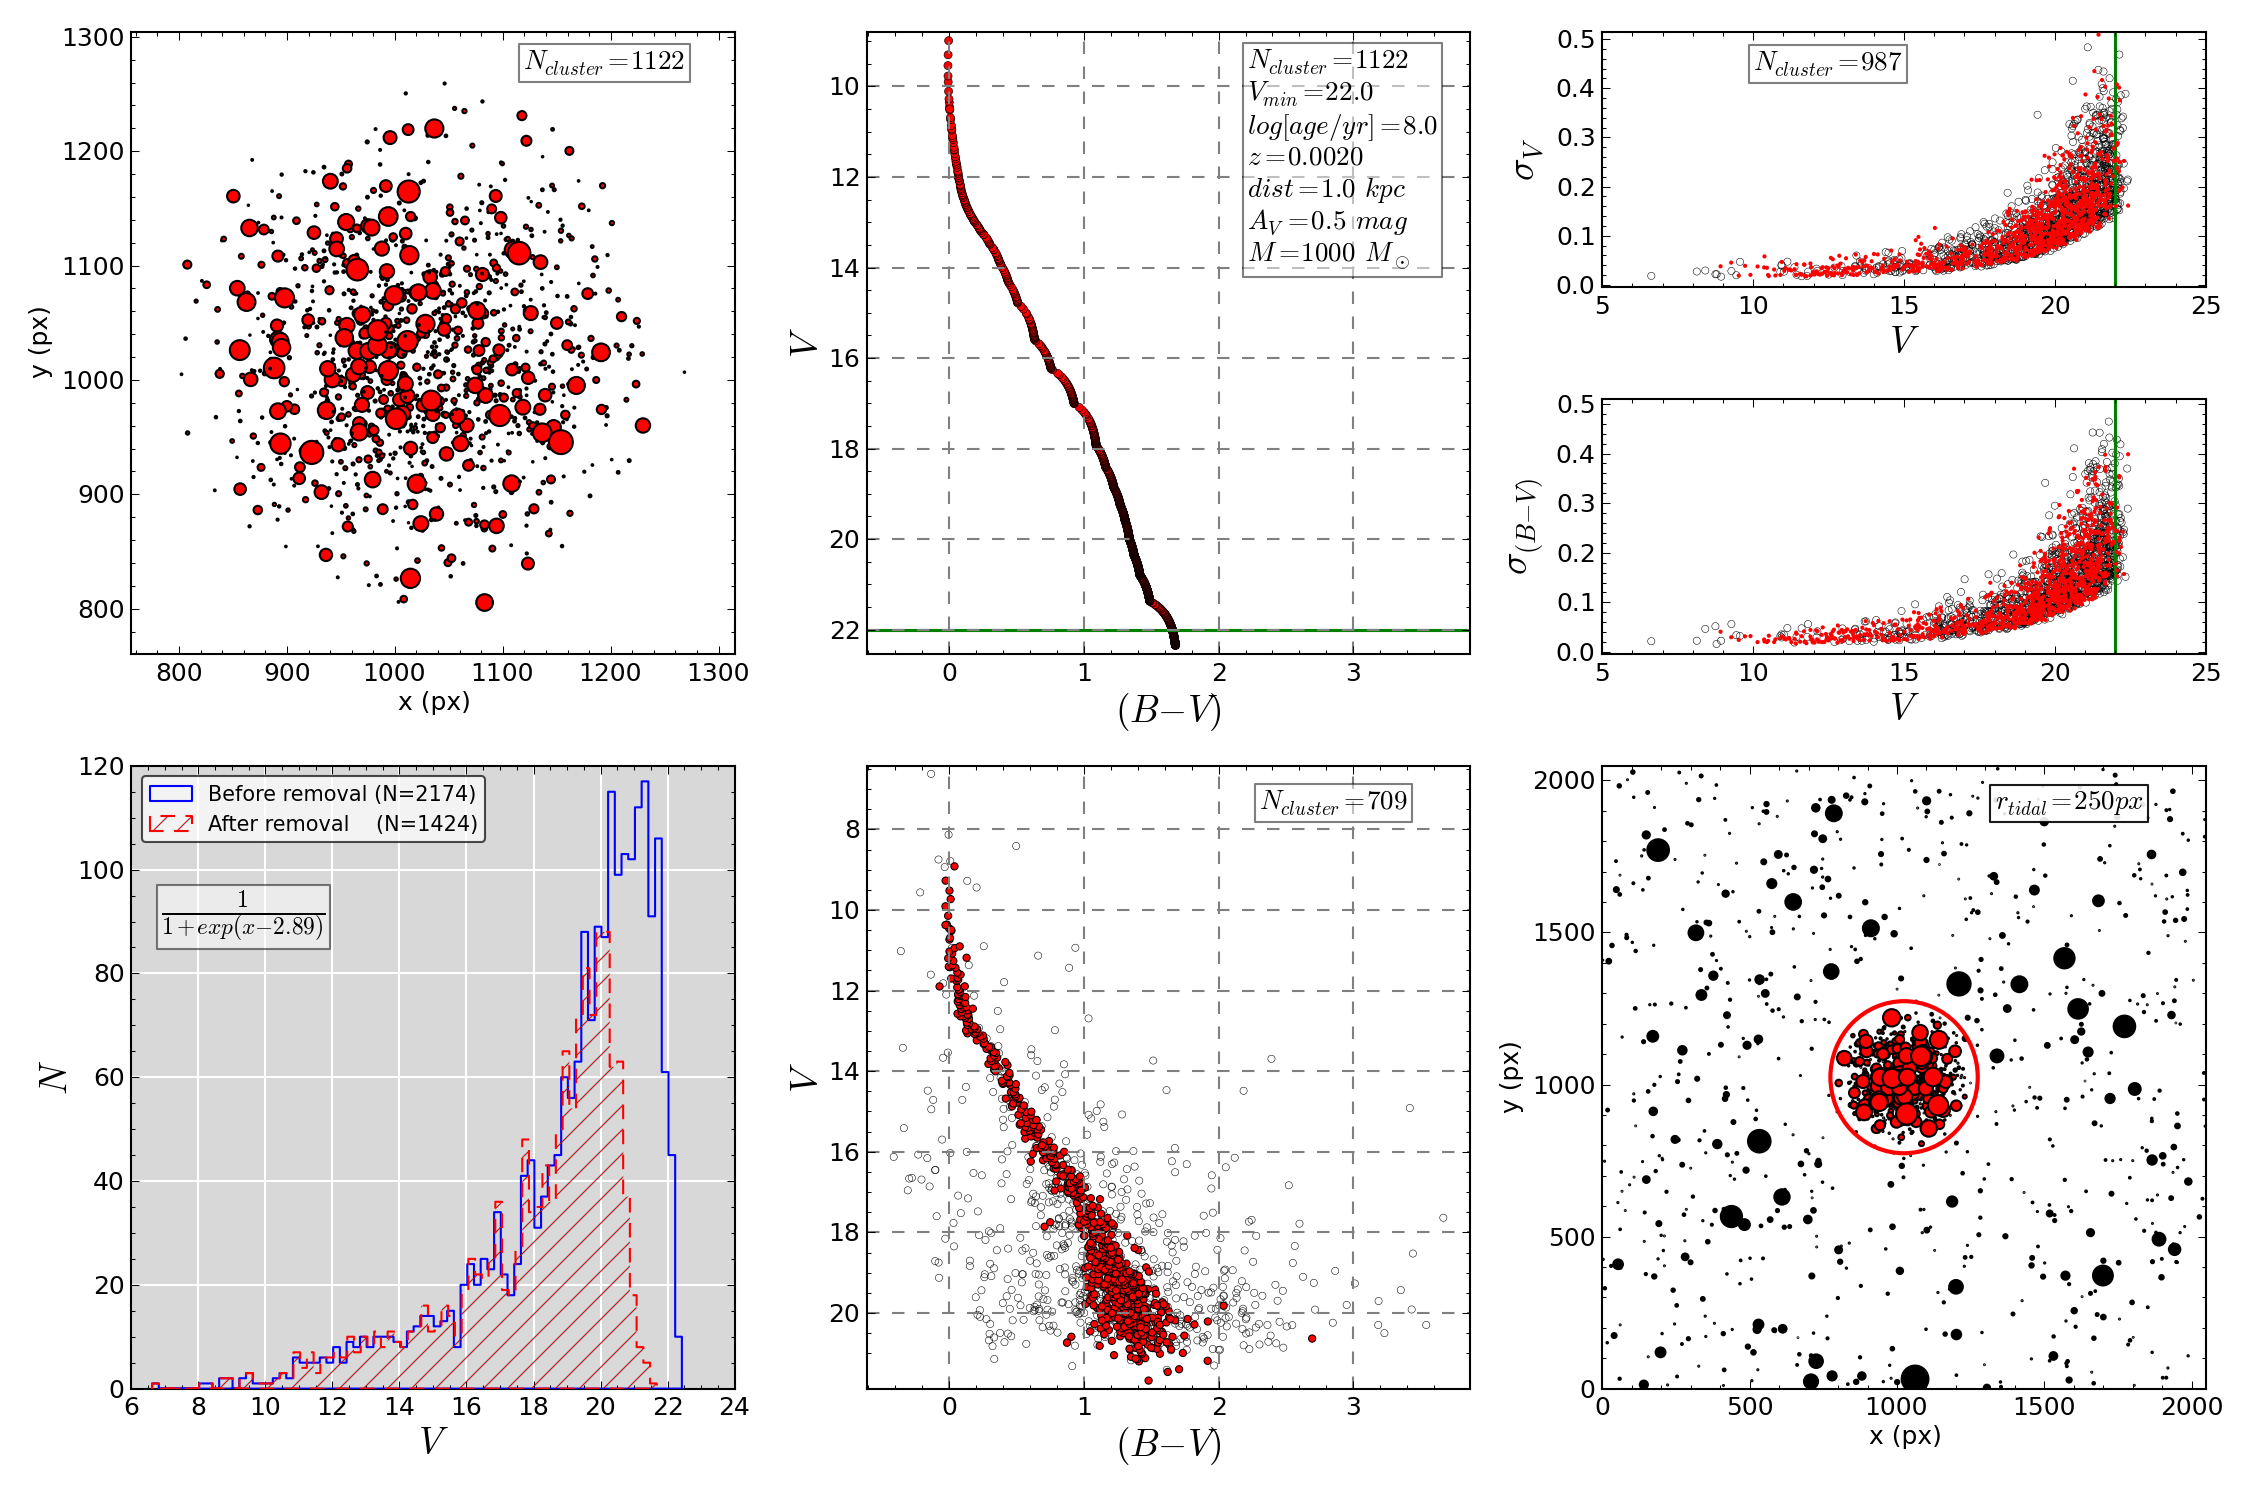 1300
1200
1100
1000
900
800
y (px)
800 900 1000 1100 1200 1300
x (px)
N_cluster=1122
10
12
14
16
18
20
22
V
0 1 2 3
(B−V)
N_cluster=1122
V_min=22.0
log[age/yr]=8.0
z=0.0020
dist=1.0 kpc
A_V=0.5 mag
M=1000 M_⊙
0.5
0.4
0.3
0.2
0.1
0.0
σ_V
5 10 15 20 25
V
N_cluster=987
0.5
0.4
0.3
0.2
0.1
0.0
σ_(B−V)
5 10 15 20 25
V
120
100
80
60
40
20
0
N
6 8 10 12 14 16 18 20 22 24
V
Before removal (N=2174)
After removal (N=1424)
1
1+exp(x−2.89)
8
10
12
14
16
18
20
V
0 1 2 3
(B−V)
N_cluster=709
2000
1500
1000
500
0
y (px)
0 500 1000 1500 2000
x (px)
r_tidal=250px